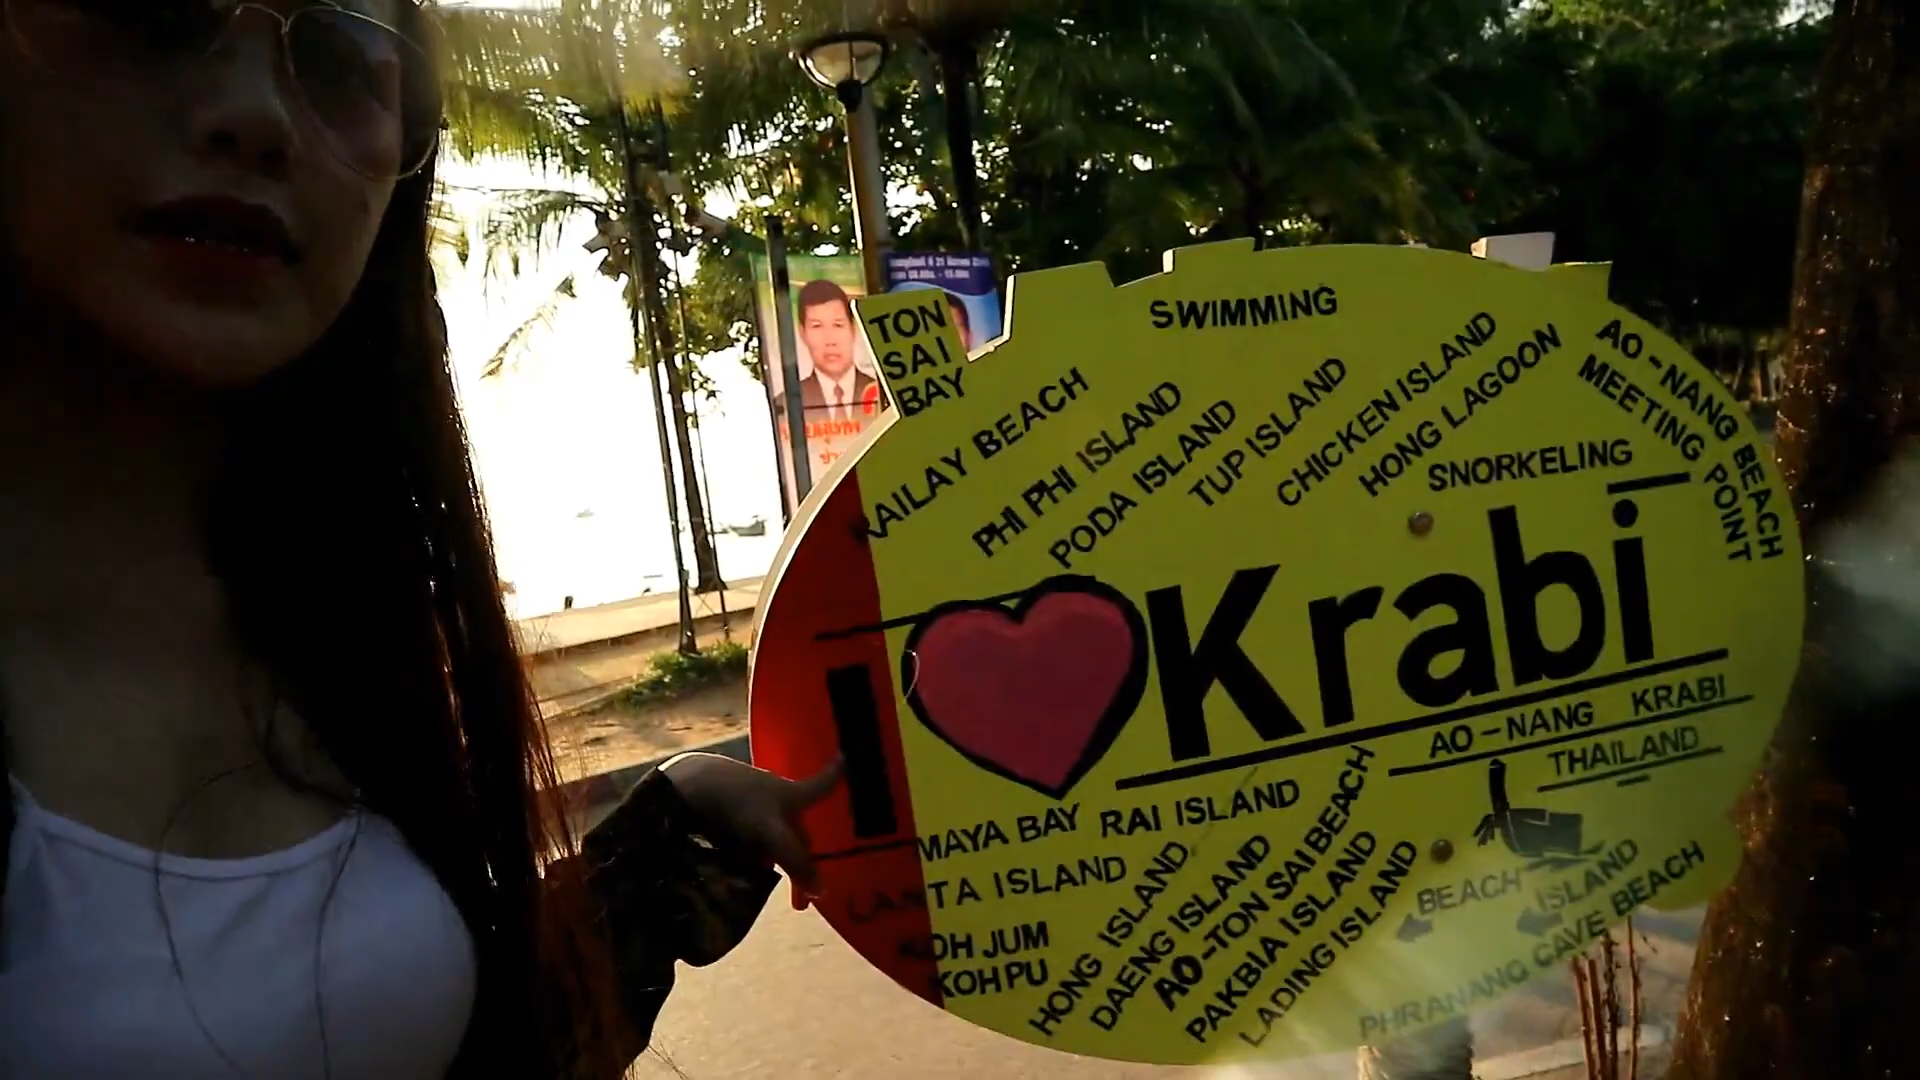 TON
SAI
BAY
SWIMMING
RAILAY BEACH
PHI PHI ISLAND
PODA ISLAND
TUP ISLAND
CHICKEN ISLAND
HONG LAGOON
SNORKELING
AO-NANG BEACH
MEETING POINT
I Krabi
AO-NANG KRABI
THAILAND
MAYA BAY
RAI ISLAND
LANTA ISLAND
KOH JUM
KOH PU
HONG ISLAND
DAENG ISLAND
AO-TON SAI BEACH
PAKBIA ISLAND
LADING ISLAND
BEACH
ISLAND
PHRANANG CAVE BEACH